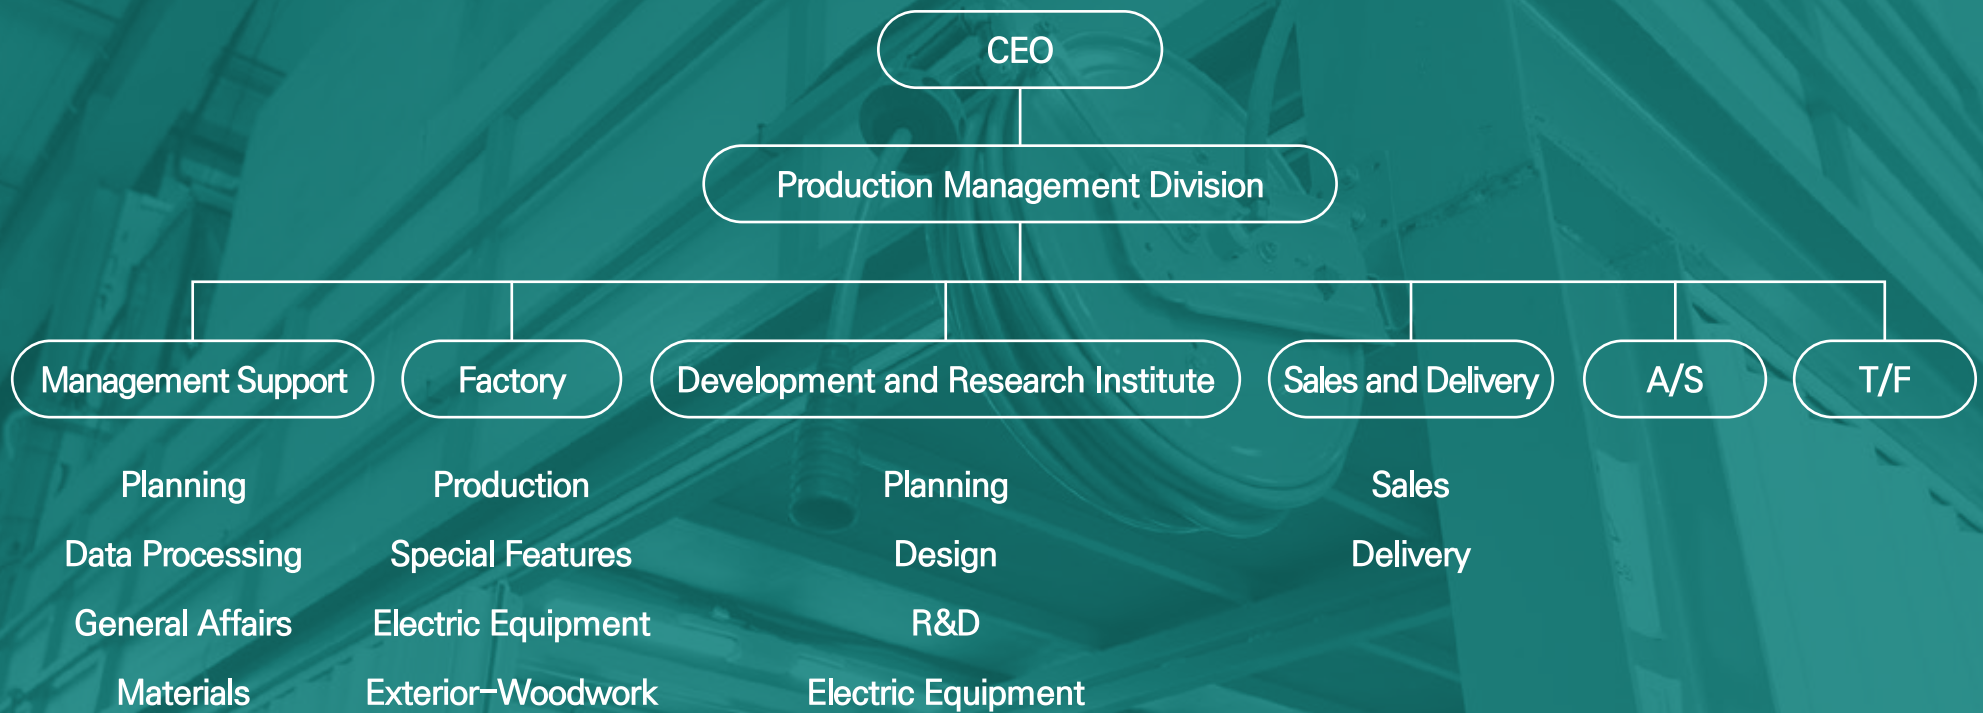 CEO
Production Management Division
Management Support
Factory
Development and Research Institute
Sales and Delivery
A/S
T/F
Planning
Data Processing
General Affairs
Materials
Production
Special Features
Electric Equipment
Exterior-Woodwork
Planning
Design
R&D
Electric Equipment
Sales
Delivery